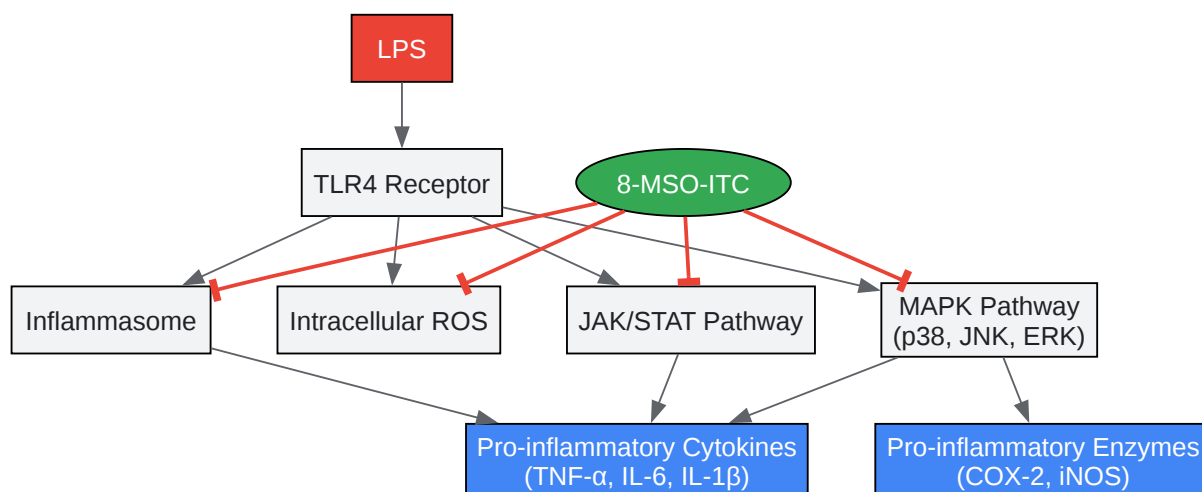 LPS
TLR4 Receptor
8-MSO-ITC
Inflammasome
Intracellular ROS
JAK/STAT Pathway
MAPK Pathway
(p38, JNK, ERK)
Pro-inflammatory Cytokines
(TNF-α, IL-6, IL-1β)
Pro-inflammatory Enzymes
(COX-2, iNOS)